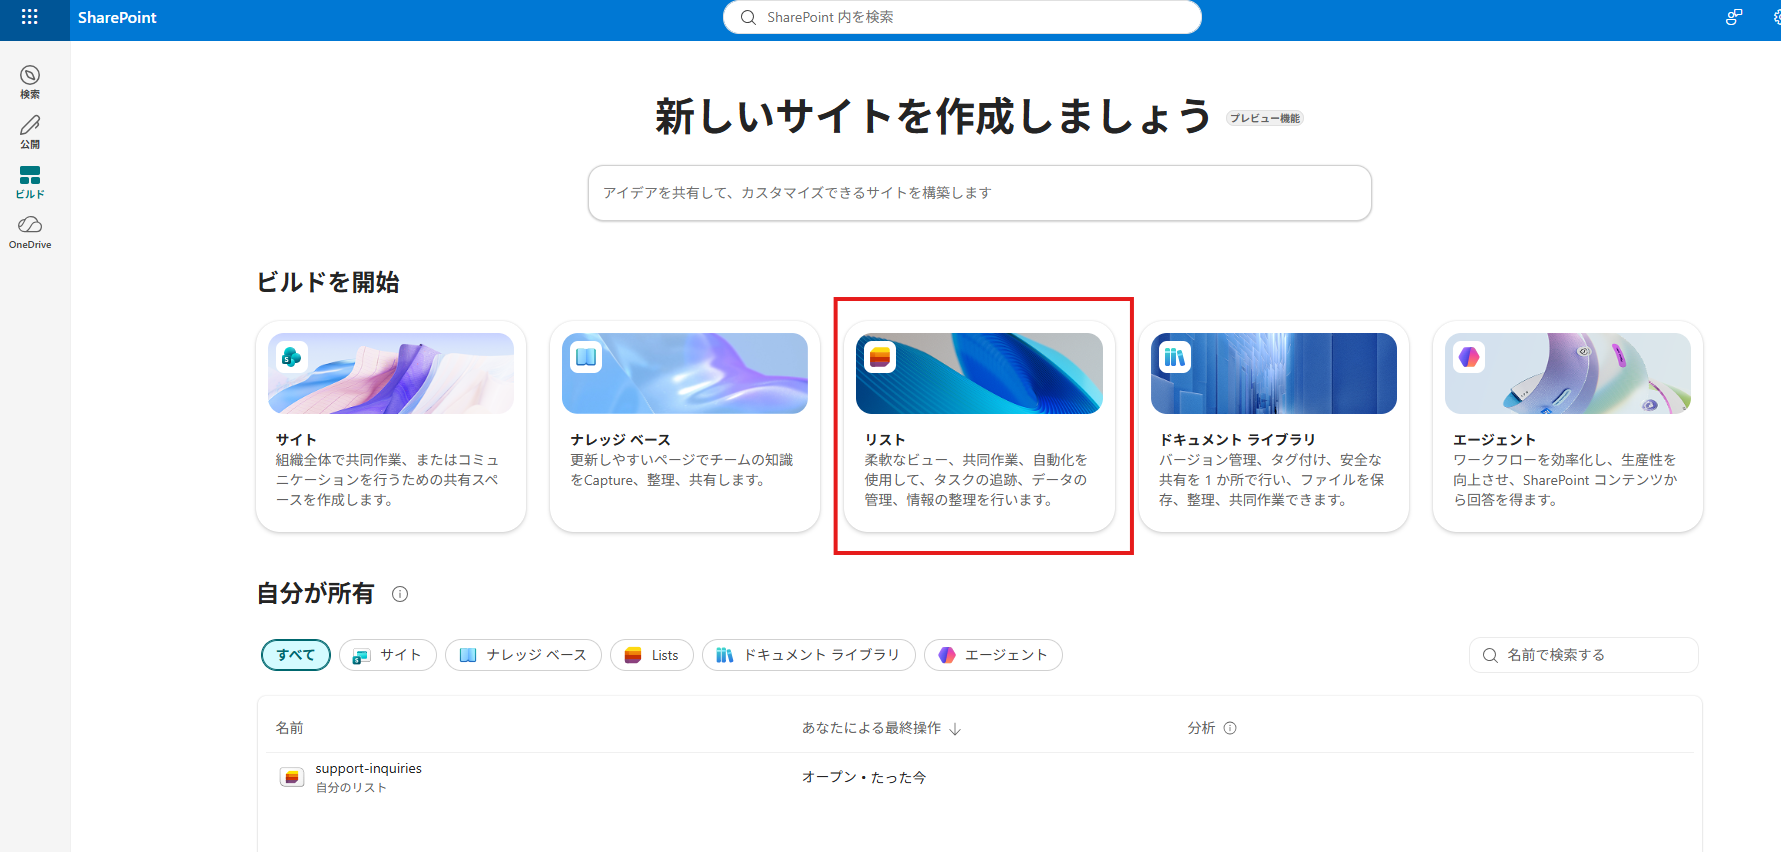 SharePoint
SharePoint 内を検索
検索
公開
ビルド
OneDrive
新しいサイトを作成しましょう
プレビュー機能
アイデアを共有して、カスタマイズできるサイトを構築します
ビルドを開始
サイト
組織全体で共同作業、またはコミュ
ニケーションを行うための共有スペ
ースを作成します。
ナレッジ ベース
更新しやすいページでチームの知識
をCapture、整理、共有します。
リスト
柔軟なビュー、共同作業、自動化を
使用して、タスクの追跡、データの
管理、情報の整理を行います。
ドキュメント ライブラリ
バージョン管理、タグ付け、安全な
共有を 1 か所で行い、ファイルを保
存、整理、共同作業できます。
エージェント
ワークフローを効率化し、生産性を
向上させ、SharePoint コンテンツか
ら回答を得ます。
自分が所有
すべて
サイト
ナレッジ ベース
Lists
ドキュメント ライブラリ
エージェント
名前で検索する
名前
あなたによる最終操作
分析
support-inquiries
自分のリスト
オープン・たった今